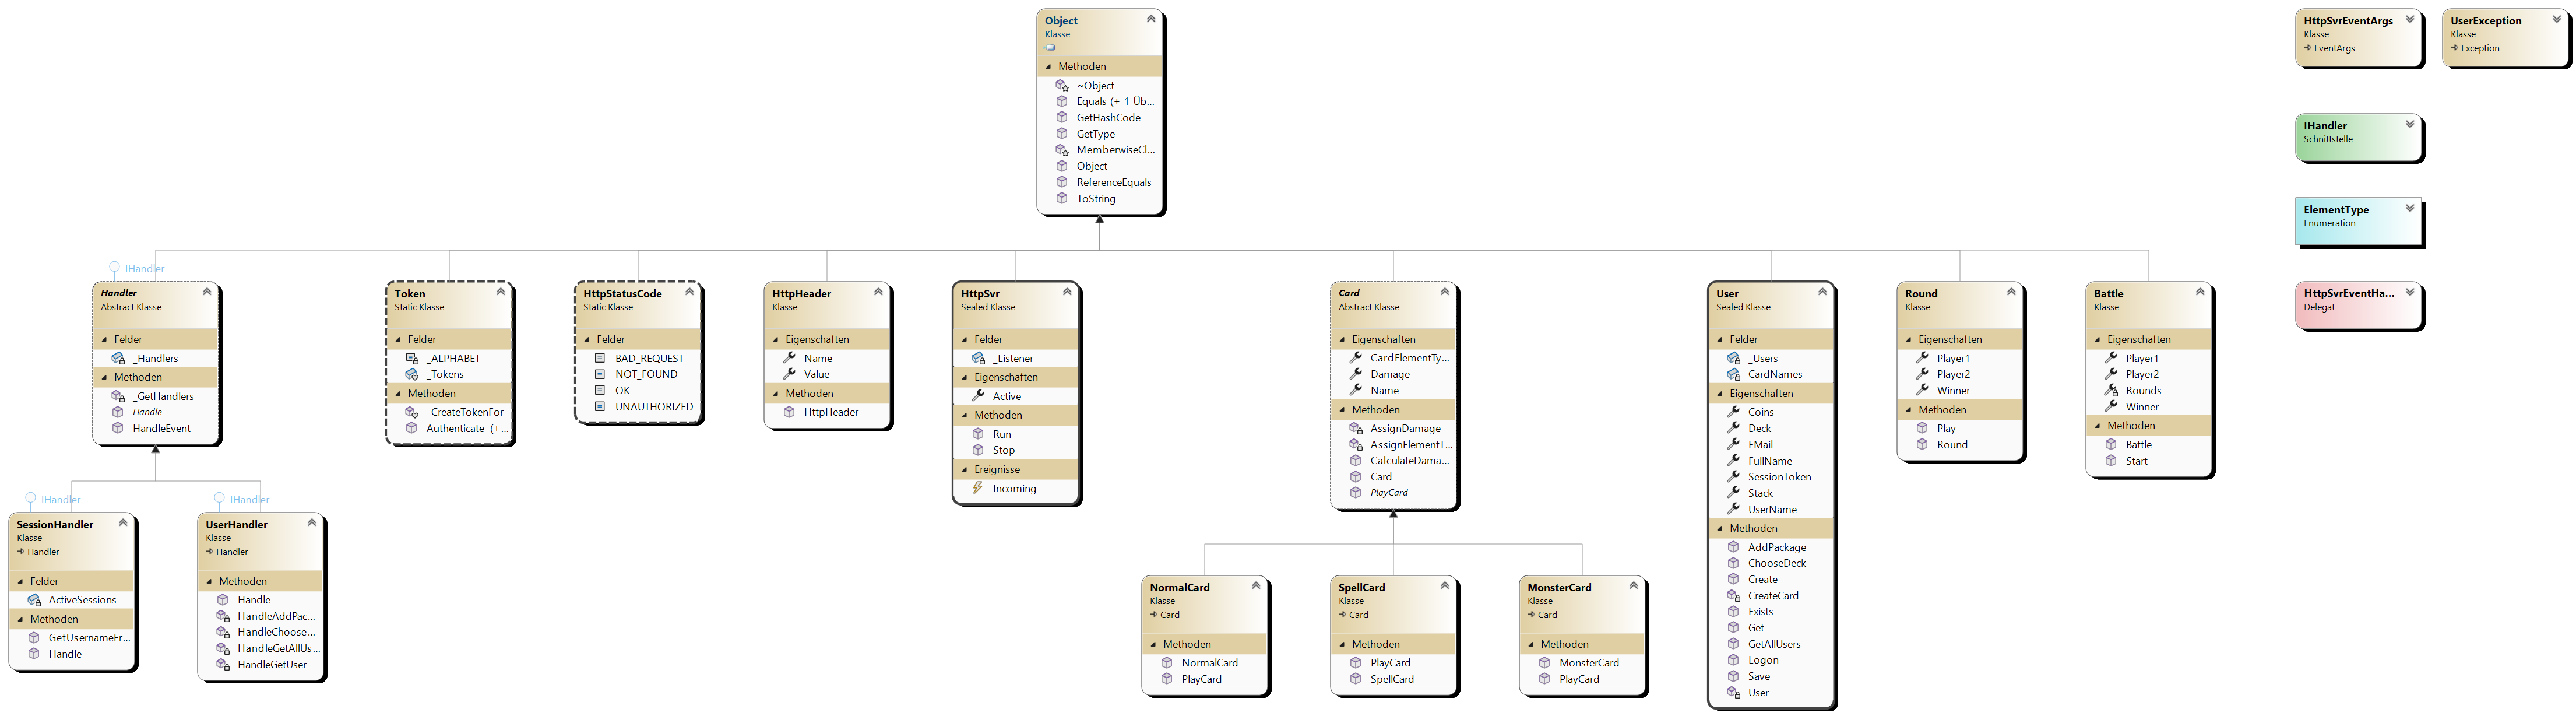 Object
Klasse
Methoden
~Object
Equals (+ 1 Üb...
GetHashCode
GetType
MemberwiseCl...
Object
ReferenceEquals
ToString
HttpSvrEventArgs
Klasse
EventArgs
UserException
Klasse
Exception
IHandler
Schnittstelle
ElementType
Enumeration
HttpSvrEventHa...
Delegat
IHandler
Handler
Abstract Klasse
Felder
_Handlers
Methoden
_GetHandlers
Handle
HandleEvent
Token
Static Klasse
Felder
_ALPHABET
_Tokens
Methoden
_CreateTokenFor
Authenticate (+...
HttpStatusCode
Static Klasse
Felder
BAD_REQUEST
NOT_FOUND
OK
UNAUTHORIZED
HttpHeader
Klasse
Eigenschaften
Name
Value
Methoden
HttpHeader
HttpSvr
Sealed Klasse
Felder
_Listener
Eigenschaften
Active
Methoden
Run
Stop
Ereignisse
Incoming
Card
Abstract Klasse
Eigenschaften
CardElementTy...
Damage
Name
Methoden
AssignDamage
AssignElementT...
CalculateDama...
Card
PlayCard
User
Sealed Klasse
Felder
_Users
CardNames
Eigenschaften
Coins
Deck
EMail
FullName
SessionToken
Stack
UserName
Methoden
AddPackage
ChooseDeck
Create
CreateCard
Exists
Get
GetAllUsers
Logon
Save
User
Round
Klasse
Eigenschaften
Player1
Player2
Winner
Methoden
Play
Round
Battle
Klasse
Eigenschaften
Player1
Player2
Rounds
Winner
Methoden
Battle
Start
IHandler
SessionHandler
Klasse
Handler
Felder
ActiveSessions
Methoden
GetUsernameFr...
Handle
IHandler
UserHandler
Klasse
Handler
Methoden
Handle
HandleAddPac...
HandleChoose...
HandleGetAllUs...
HandleGetUser
NormalCard
Klasse
Card
Methoden
NormalCard
PlayCard
SpellCard
Klasse
Card
Methoden
PlayCard
SpellCard
MonsterCard
Klasse
Card
Methoden
MonsterCard
PlayCard